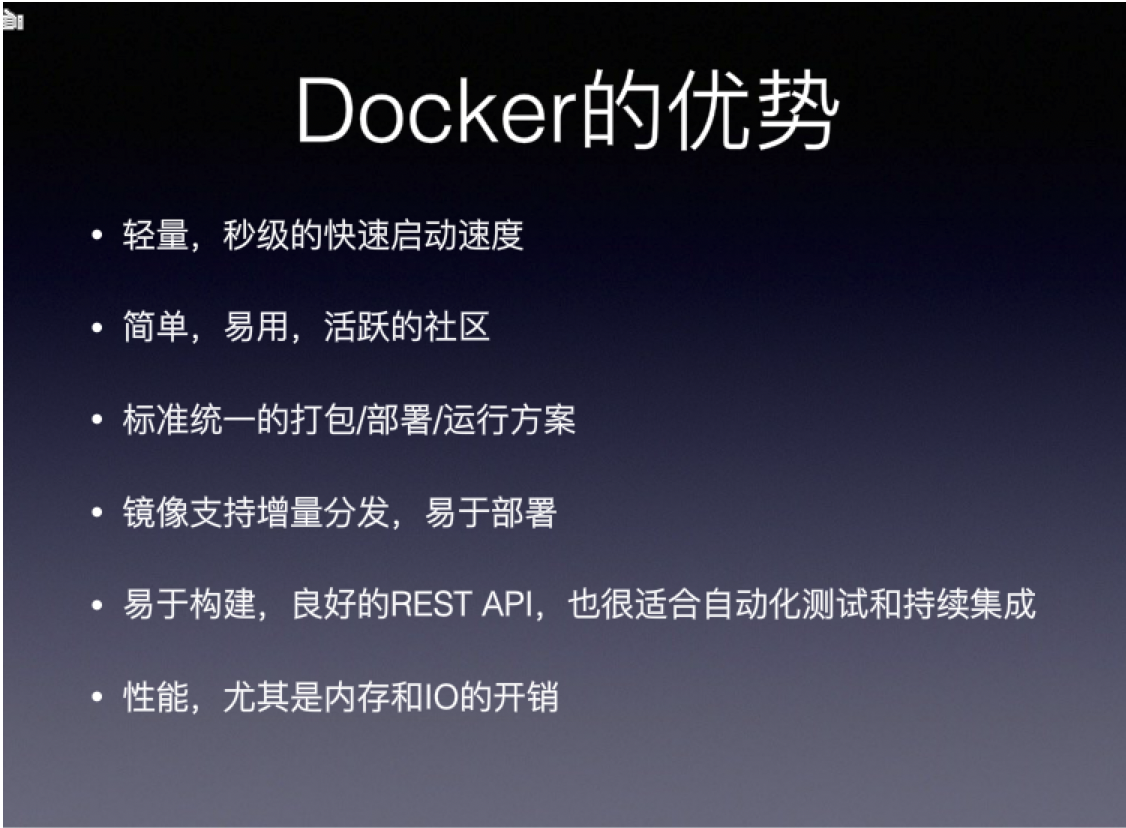 Docker的优势
• 轻量，秒级的快速启动速度
• 简单，易用，活跃的社区
• 标准统一的打包/部署/运行方案
• 镜像支持增量分发，易于部署
• 易于构建，良好的REST API，也很适合自动化测试和持续集成
• 性能，尤其是内存和IO的开销